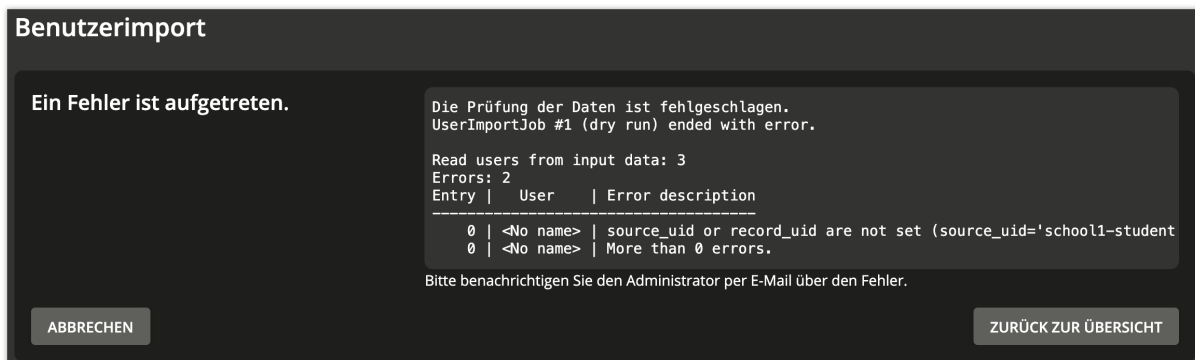 Benutzerimport
Ein Fehler ist aufgetreten.
Die Prüfung der Daten ist fehlgeschlagen.
UserImportJob #1 (dry run) ended with error.
Read users from input data: 3
Errors: 2
Entry | User | Error description
-------------------------------------
0 | <No name> | source_uid or record_uid are not set (source_uid='school1-student
0 | <No name> | More than 0 errors.
Bitte benachrichtigen Sie den Administrator per E-Mail über den Fehler.
ABBRECHEN
ZURÜCK ZUR ÜBERSICHT